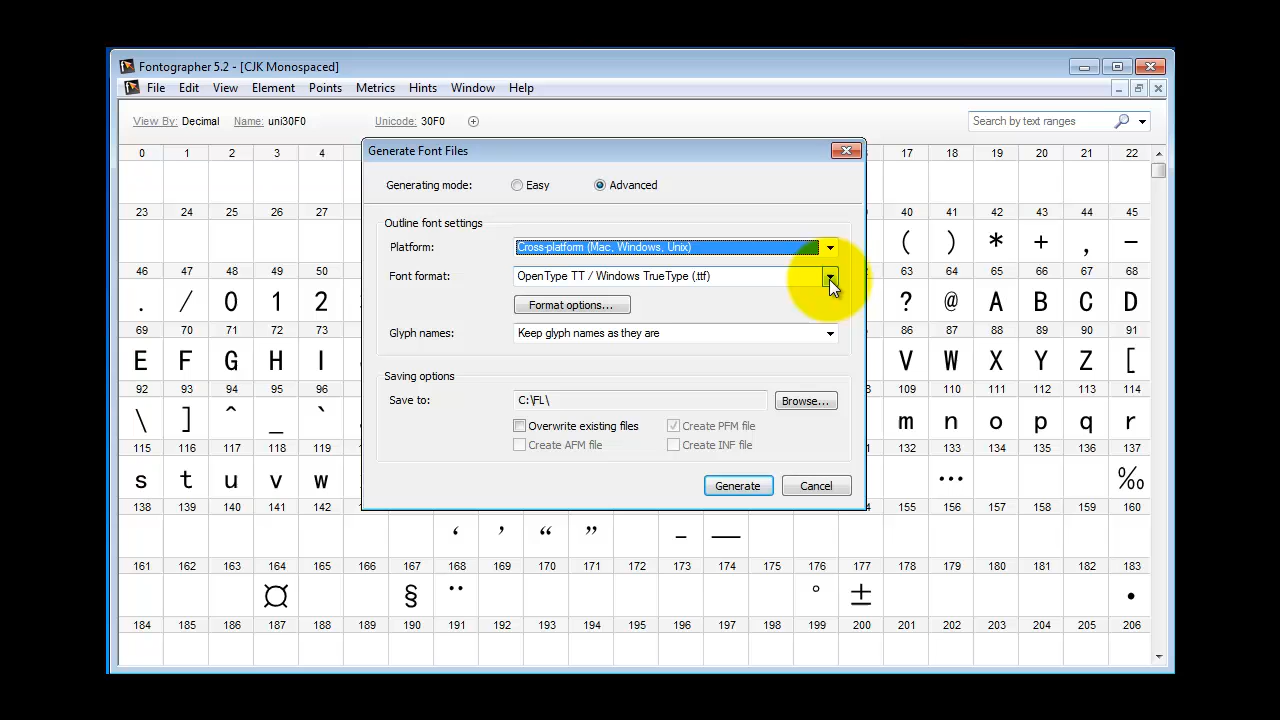 Fontographer 5.2 - [CJK Monospaced]
File Edit View Element Points Metrics Hints Window Help
View By: Decimal Name: uni30F0 Unicode: 30F0 Search by text ranges
0 1 2 3 4 17 18 19 20 21 22
Generate Font Files
Generating mode: Easy Advanced
23 24 25 26 27 40 41 42 43 44 45
( ) * + , −
Outline font settings
Platform: Cross-platform (Mac, Windows, Unix)
Font format: OpenType TT / Windows TrueType (.ttf)
Format options...
Glyph names: Keep glyph names as they are
46 47 48 49 50 63 64 65 66 67 68
. / 0 1 2 ? @ A B C D
69 70 71 72 73 86 87 88 89 90 91
E F G H I V W X Y Z [
Saving options
Save to: C:\FL\ Browse...
Overwrite existing files Create PFM file
Create AFM file Create INF file
Generate Cancel
92 93 94 95 96 109 110 111 112 113 114
\ ] ^ _ ` m n o p q r
115 116 117 118 119 132 133 134 135 136 137
s t u v w … ‰
138 139 140 141 142 155 156 157 158 159 160
‘ ’ “ ” – —
161 162 163 164 165 166 167 168 169 170 171 172 173 174 175 176 177 178 179 180 181 182 183
¤ § ¨ ° ± •
184 185 186 187 188 189 190 191 192 193 194 195 196 197 198 199 200 201 202 203 204 205 206